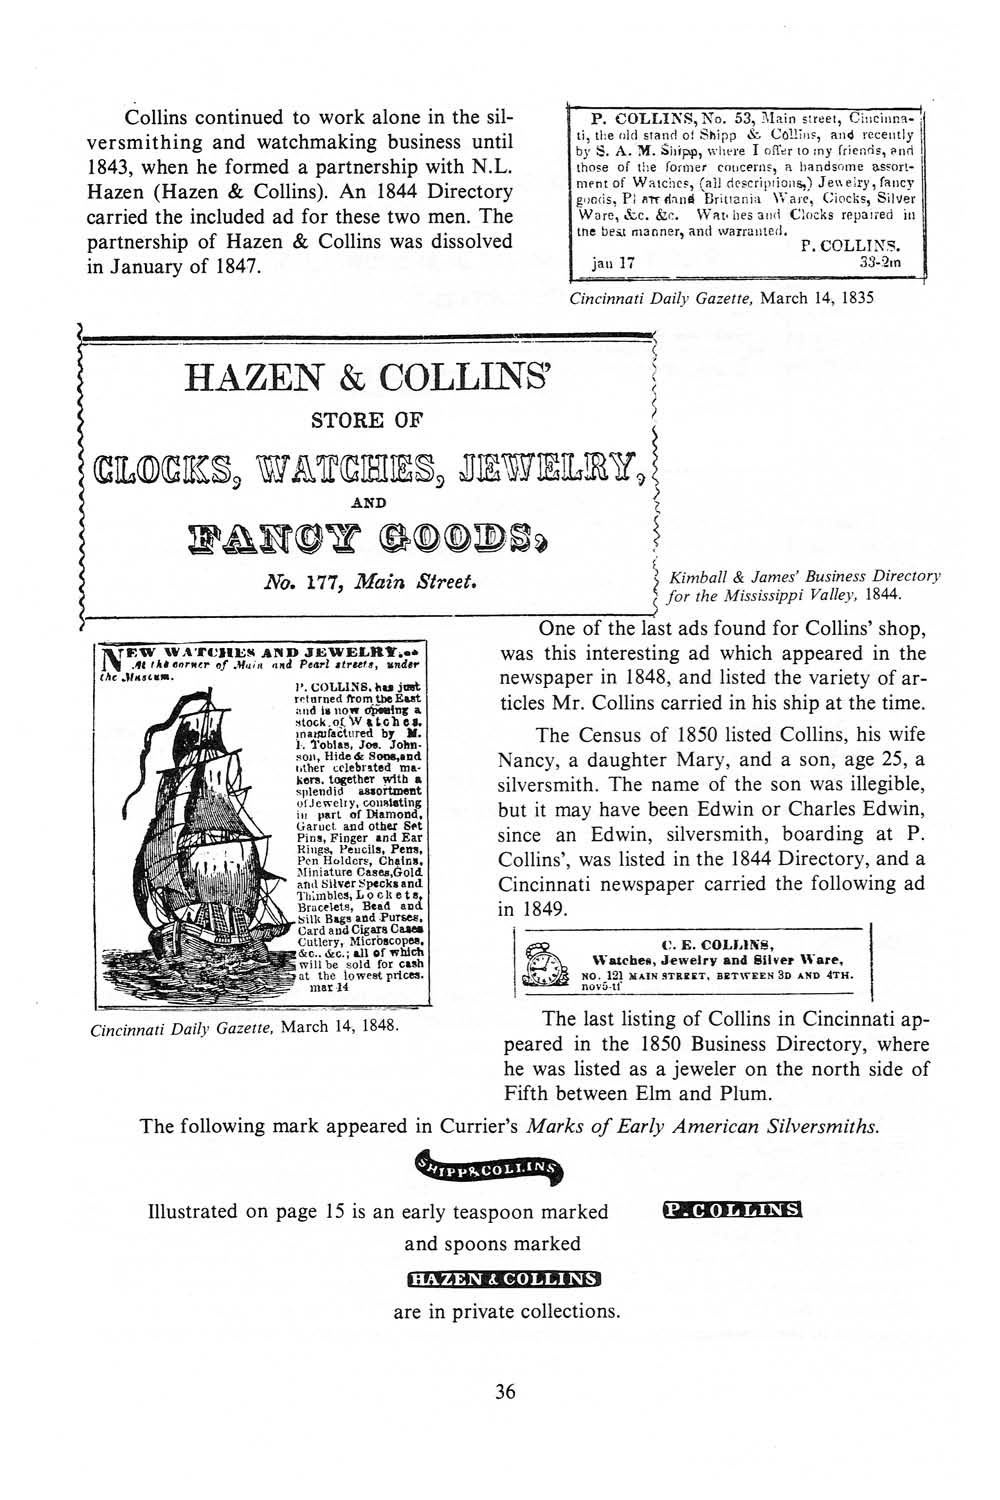 Collins continued to work alone in the sil-
versmithing and watchmaking business until
1843, when he formed a partnership with N.L.
Hazen (Hazen & Collins). An 1844 Directory
carried the included ad for these two men. The
partnership of Hazen & Collins was dissolved
in January of 1847.
P. COLLINS, No. 53, Main street, Cincinna-
ti, the old stand of Shipp & Collins, and recently
by S. A. M. Shipp, where I offer to my friends, and
those of the former concerns, a handsome assort-
ment of Watches, (all descriptions,) Jewelry, fancy
goods, and Brittania Ware, Clocks, Silver
Ware, &c. &c. Watches and Clocks repaired in
the best manner, and warranted.
P. COLLINS.
jan 17 33-2m
Cincinnati Daily Gazette, March 14, 1835
HAZEN & COLLINS'
STORE OF
CLOCKS, WATCHES, JEWELRY,
AND
FANCY GOODS,
No. 177, Main Street.
Kimball & James' Business Directory
for the Mississippi Valley, 1844.
NEW WATCHES AND JEWELRY.--
At the corner of Main and Pearl streets, under
the Museum.
P. COLLINS, has just
returned from the East
and is now opening a
stock of Watches,
manufactured by M.
I. Tobias, Jos. John-
son, Hide & Sons, and
other celebrated ma-
kers. together with a
splendid assortment
of Jewelry, consisting
in part of Diamond,
Garnet and other Set
Pins, Finger and Ear
Rings, Pencils, Pens,
Pen Holders, Chains,
Miniature Cases, Gold
and Silver Specks and
Thimbles, Lockets,
Bracelets, Bead and
Silk Bags and Purses,
Card and Cigars Cases
Cutlery, Microscopes,
&c., &c.; all of which
will be sold for cash
at the lowest prices.
mar 14
Cincinnati Daily Gazette, March 14, 1848.
One of the last ads found for Collins' shop,
was this interesting ad which appeared in the
newspaper in 1848, and listed the variety of ar-
ticles Mr. Collins carried in his ship at the time.
The Census of 1850 listed Collins, his wife
Nancy, a daughter Mary, and a son, age 25, a
silversmith. The name of the son was illegible,
but it may have been Edwin or Charles Edwin,
since an Edwin, silversmith, boarding at P.
Collins', was listed in the 1844 Directory, and a
Cincinnati newspaper carried the following ad
in 1849.
C. E. COLLINS,
Watches, Jewelry and Silver Ware,
NO. 121 MAIN STREET, BETWEEN 3D AND 4TH.
nov5-tf
The last listing of Collins in Cincinnati ap-
peared in the 1850 Business Directory, where
he was listed as a jeweler on the north side of
Fifth between Elm and Plum.
The following mark appeared in Currier's Marks of Early American Silversmiths.
SHIPP&COLLINS
Illustrated on page 15 is an early teaspoon marked P.COLLINS
and spoons marked
HAZEN & COLLINS
are in private collections.
36